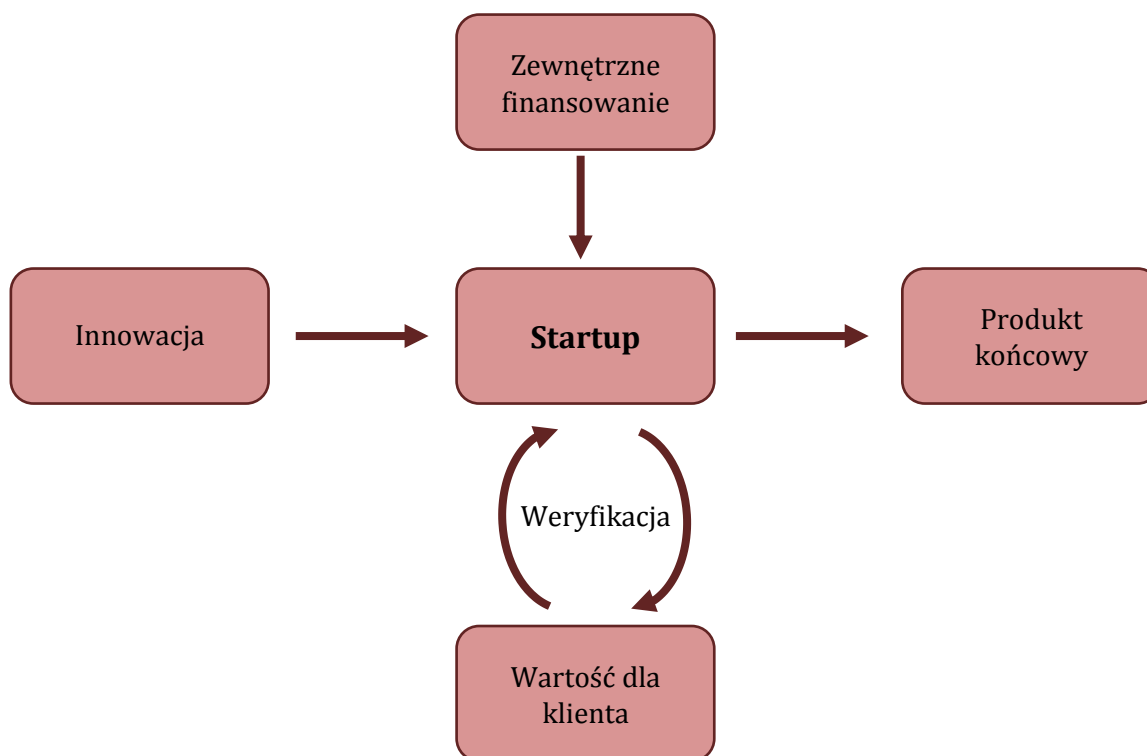 Zewnętrzne
finansowanie
Innowacja
Startup
Produkt
końcowy
Weryfikacja
Wartość dla
klienta